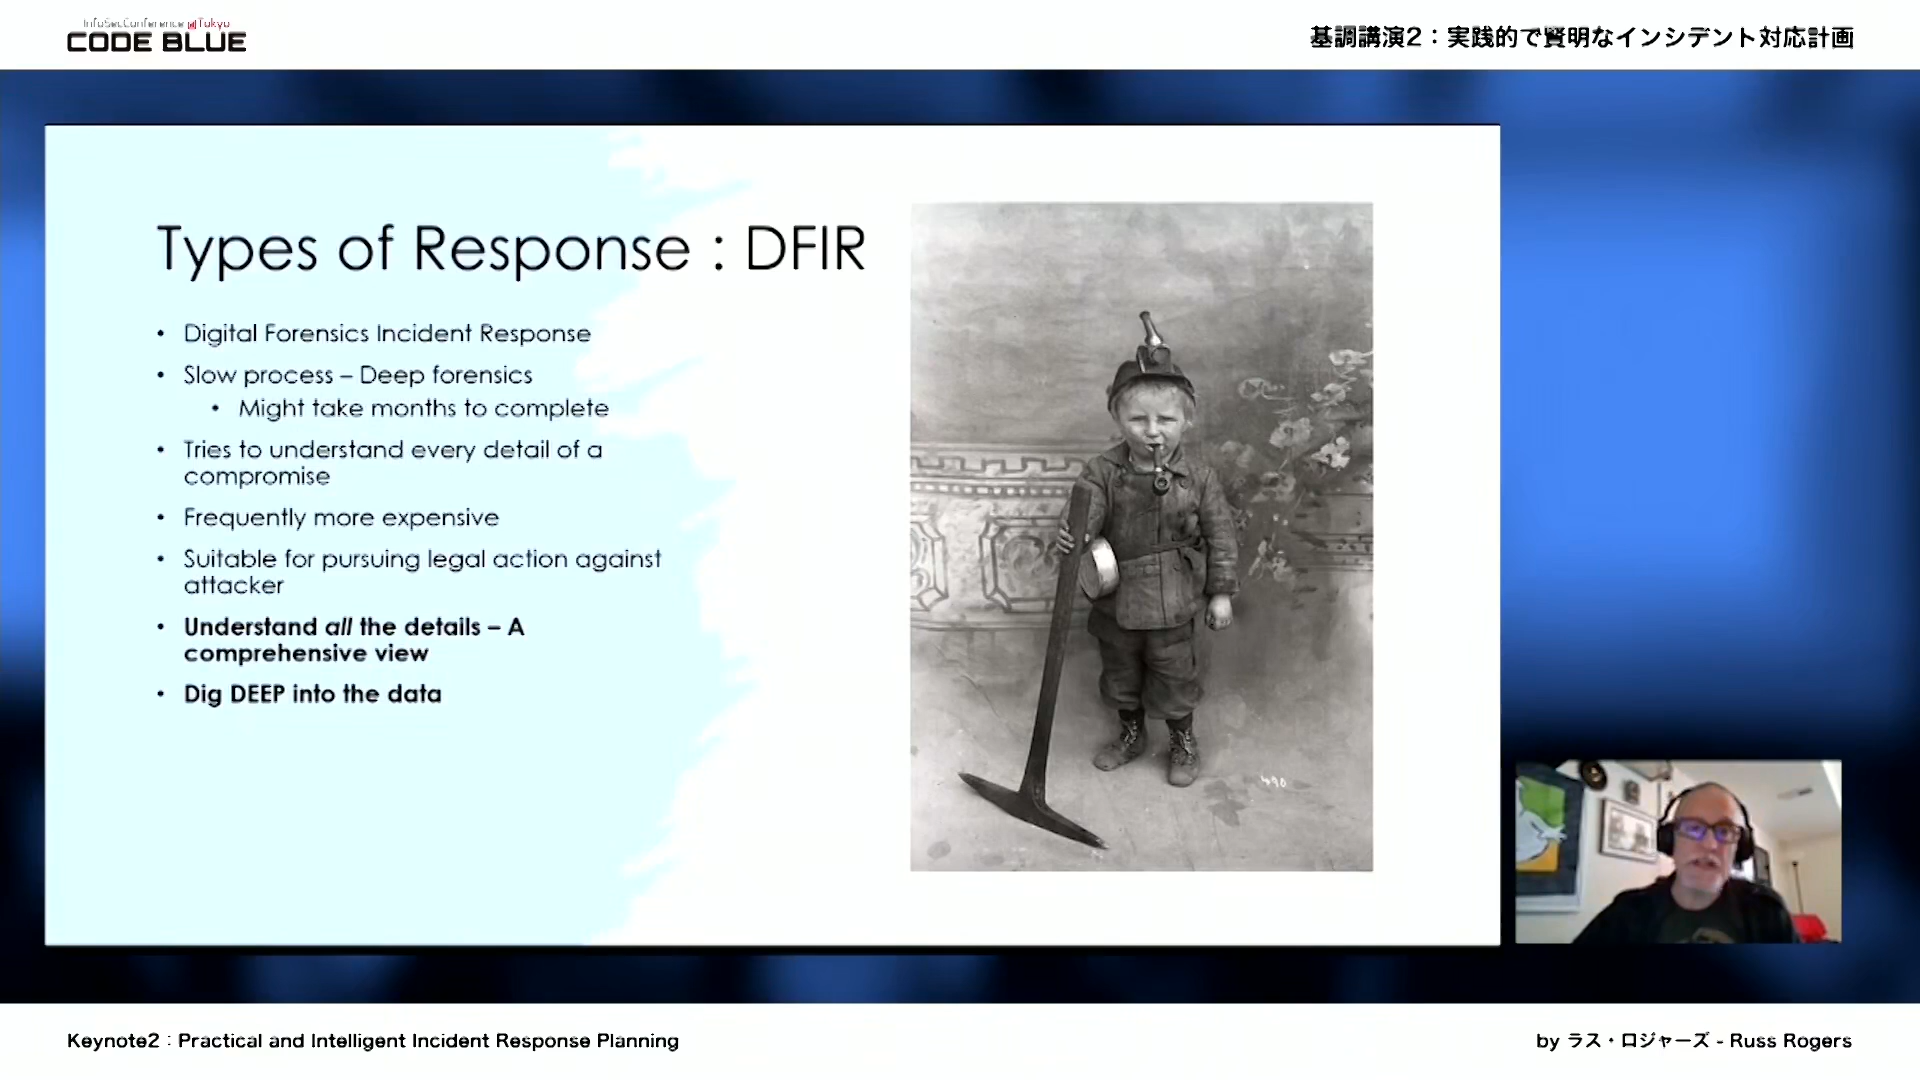 InfoSecConference @Tokyo
CODE BLUE
基調講演2：実践的で賢明なインシデント対応計画
Types of Response : DFIR
• Digital Forensics Incident Response
• Slow process – Deep forensics
• Might take months to complete
• Tries to understand every detail of a
compromise
• Frequently more expensive
• Suitable for pursuing legal action against
attacker
• Understand all the details – A
comprehensive view
• Dig DEEP into the data
490
Keynote2 : Practical and Intelligent Incident Response Planning
by ラス・ロジャーズ - Russ Rogers